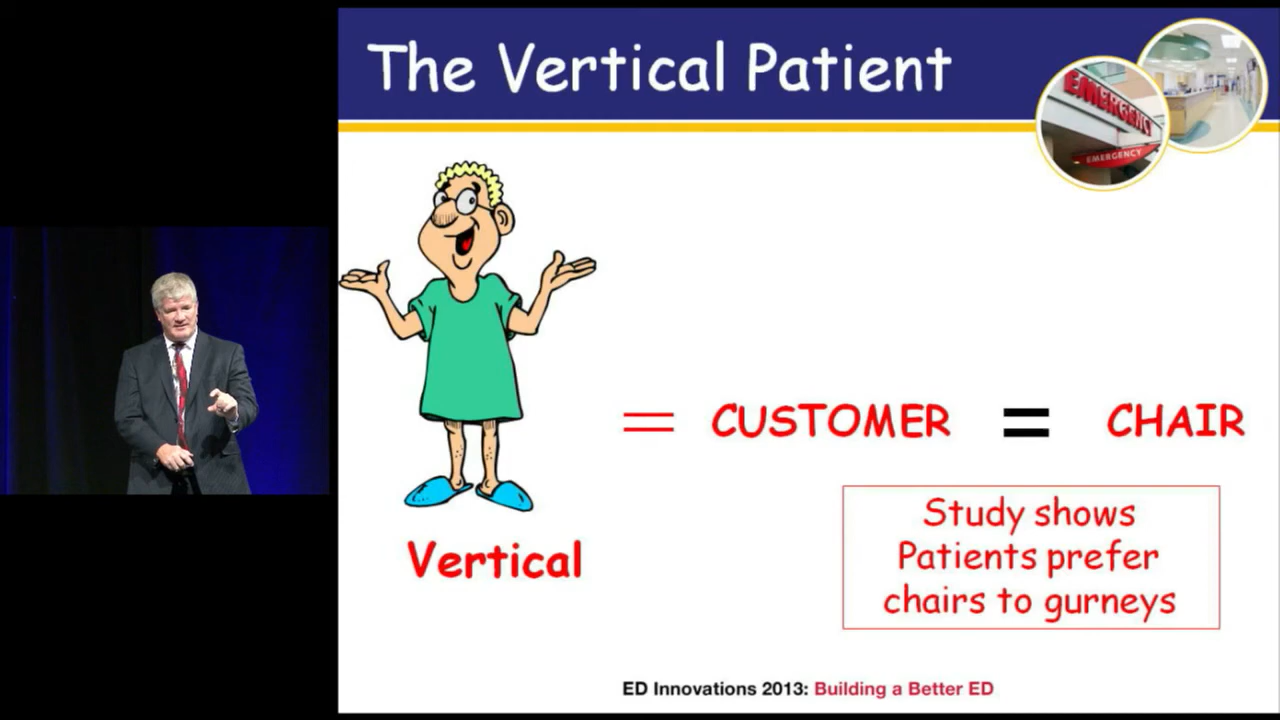 The Vertical Patient
EMERGENCY
EMERGENCY
= CUSTOMER = CHAIR
Vertical
Study shows
Patients prefer
chairs to gurneys
ED Innovations 2013: Building a Better ED